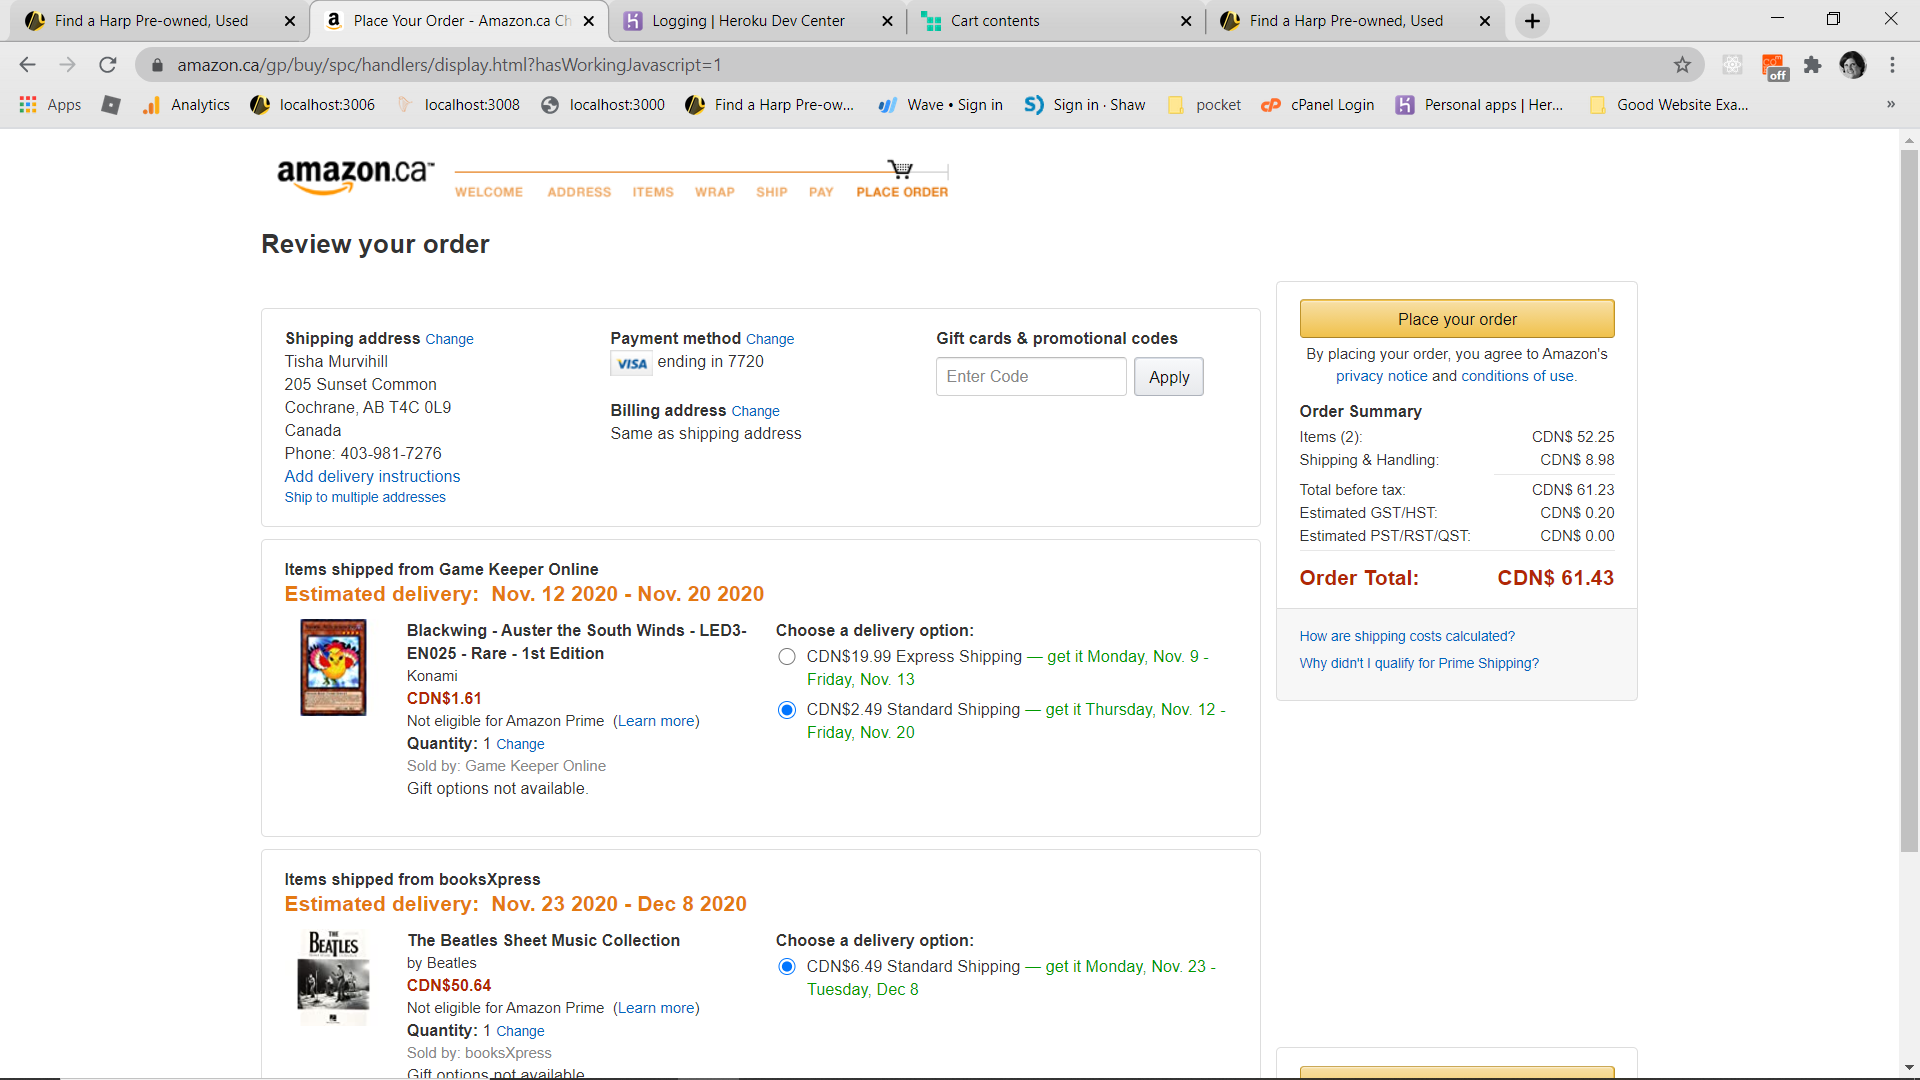 Find a Harp Pre-owned, Used
Place Your Order - Amazon.ca Ch
Logging | Heroku Dev Center
Cart contents
Find a Harp Pre-owned, Used
amazon.ca/gp/buy/spc/handlers/display.html?hasWorkingJavascript=1
off
Apps
Analytics
localhost:3006
localhost:3008
localhost:3000
Find a Harp Pre-ow...
Wave • Sign in
Sign in · Shaw
pocket
cPanel Login
Personal apps | Her...
Good Website Exa...
»
amazon.ca™
WELCOME ADDRESS ITEMS WRAP SHIP PAY PLACE ORDER
Review your order
Shipping address Change
Tisha Murvihill
205 Sunset Common
Cochrane, AB T4C 0L9
Canada
Phone: 403-981-7276
Add delivery instructions
Ship to multiple addresses
Payment method Change
VISA ending in 7720
Billing address Change
Same as shipping address
Gift cards & promotional codes
Enter Code
Apply
Place your order
By placing your order, you agree to Amazon's
privacy notice and conditions of use.
Order Summary
Items (2): CDN$ 52.25
Shipping & Handling: CDN$ 8.98
Total before tax: CDN$ 61.23
Estimated GST/HST: CDN$ 0.20
Estimated PST/RST/QST: CDN$ 0.00
Order Total: CDN$ 61.43
How are shipping costs calculated?
Why didn't I qualify for Prime Shipping?
Items shipped from Game Keeper Online
Estimated delivery: Nov. 12 2020 - Nov. 20 2020
Blackwing - Auster the South Winds - LED3-
EN025 - Rare - 1st Edition
Konami
CDN$1.61
Not eligible for Amazon Prime (Learn more)
Quantity: 1 Change
Sold by: Game Keeper Online
Gift options not available.
Choose a delivery option:
CDN$19.99 Express Shipping — get it Monday, Nov. 9 -
Friday, Nov. 13
CDN$2.49 Standard Shipping — get it Thursday, Nov. 12 -
Friday, Nov. 20
Items shipped from booksXpress
Estimated delivery: Nov. 23 2020 - Dec 8 2020
THE
BEATLES
The Beatles Sheet Music Collection
by Beatles
CDN$50.64
Not eligible for Amazon Prime (Learn more)
Quantity: 1 Change
Sold by: booksXpress
Gift options not available.
Choose a delivery option:
CDN$6.49 Standard Shipping — get it Monday, Nov. 23 -
Tuesday, Dec 8